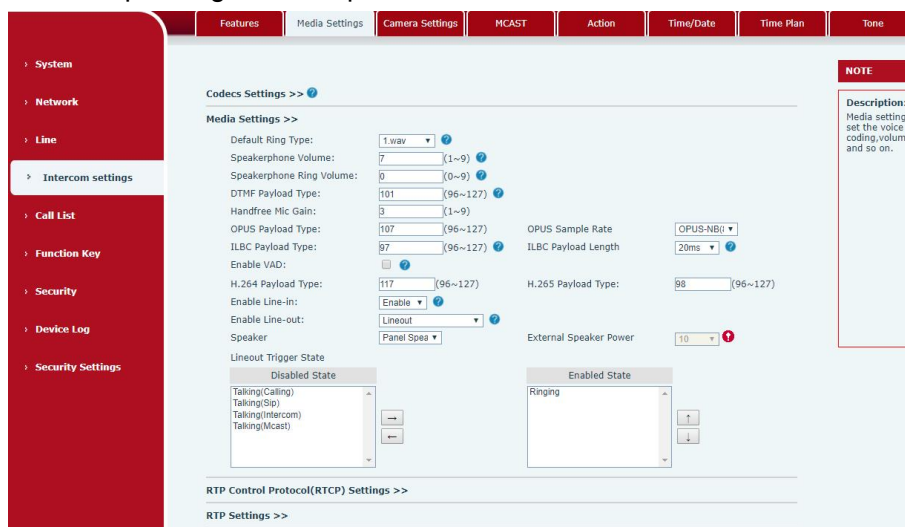 Features Media Settings Camera Settings MCAST Action Time/Date Time Plan Tone
› System
› Network
› Line
› Intercom settings
› Call List
› Function Key
› Security
› Device Log
› Security Settings
Codecs Settings >> ?
Media Settings >>
Default Ring Type: 1.wav ?
Speakerphone Volume: 7 (1~9) ?
Speakerphone Ring Volume: 0 (0~9) ?
DTMF Payload Type: 101 (96~127) ?
Handfree Mic Gain: 3 (1~9)
OPUS Payload Type: 107 (96~127) OPUS Sample Rate OPUS-NB(
ILBC Payload Type: 97 (96~127) ? ILBC Payload Length 20ms ?
Enable VAD: ?
H.264 Payload Type: 117 (96~127) H.265 Payload Type: 98 (96~127)
Enable Line-in: Enable ?
Enable Line-out: Lineout ?
Speaker Panel Spea External Speaker Power 10
Lineout Trigger State
Disabled State Enabled State
Talking(Calling) Ringing
Talking(Sip)
Talking(Intercom) → ↑
Talking(Mcast)
← ↓
RTP Control Protocol(RTCP) Settings >>
RTP Settings >>
NOTE
Description:
Media setting
set the voice
coding,volum
and so on.